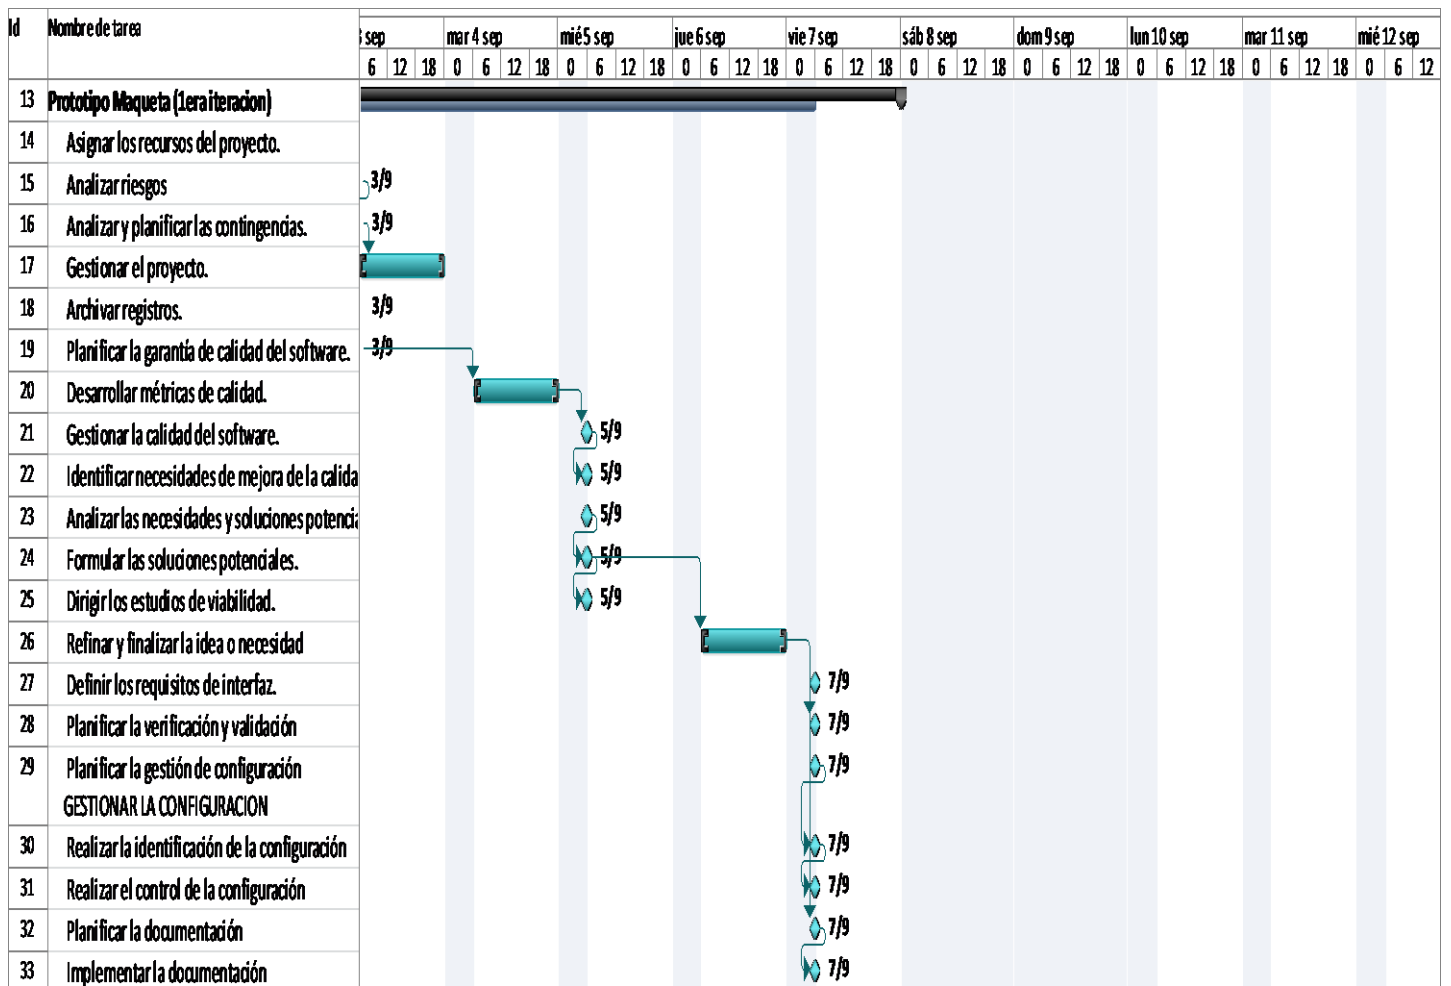 Id Nombre de tarea
sep mar 4 sep mié 5 sep jue 6 sep vie 7 sep sáb 8 sep dom 9 sep lun 10 sep mar 11 sep mié 12 sep
6 12 18 0 6 12 18 0 6 12 18 0 6 12 18 0 6 12 18 0 6 12 18 0 6 12 18 0 6 12 18 0 6 12 18 0 6 12
13 Prototipo Maqueta (1era iteracion)
14 Asignar los recursos del proyecto.
15 Analizar riesgos 3/9
16 Analizar y planificar las contingencias. 3/9
17 Gestionar el proyecto.
18 Archivar registros. 3/9
19 Planificar la garantía de calidad del software. 3/9
20 Desarrollar métricas de calidad.
21 Gestionar la calidad del software. 5/9
22 Identificar necesidades de mejora de la calida 5/9
23 Analizar las necesidades y soluciones potencia 5/9
24 Formular las soluciones potenciales. 5/9
25 Dirigir los estudios de viabilidad. 5/9
26 Refinar y finalizar la idea o necesidad
27 Definir los requisitos de interfaz. 7/9
28 Planificar la verificación y validación 7/9
29 Planificar la gestión de configuración 7/9
GESTIONAR LA CONFIGURACION
30 Realizar la identificación de la configuración 7/9
31 Realizar el control de la configuración 7/9
32 Planificar la documentación 7/9
33 Implementar la documentación 7/9